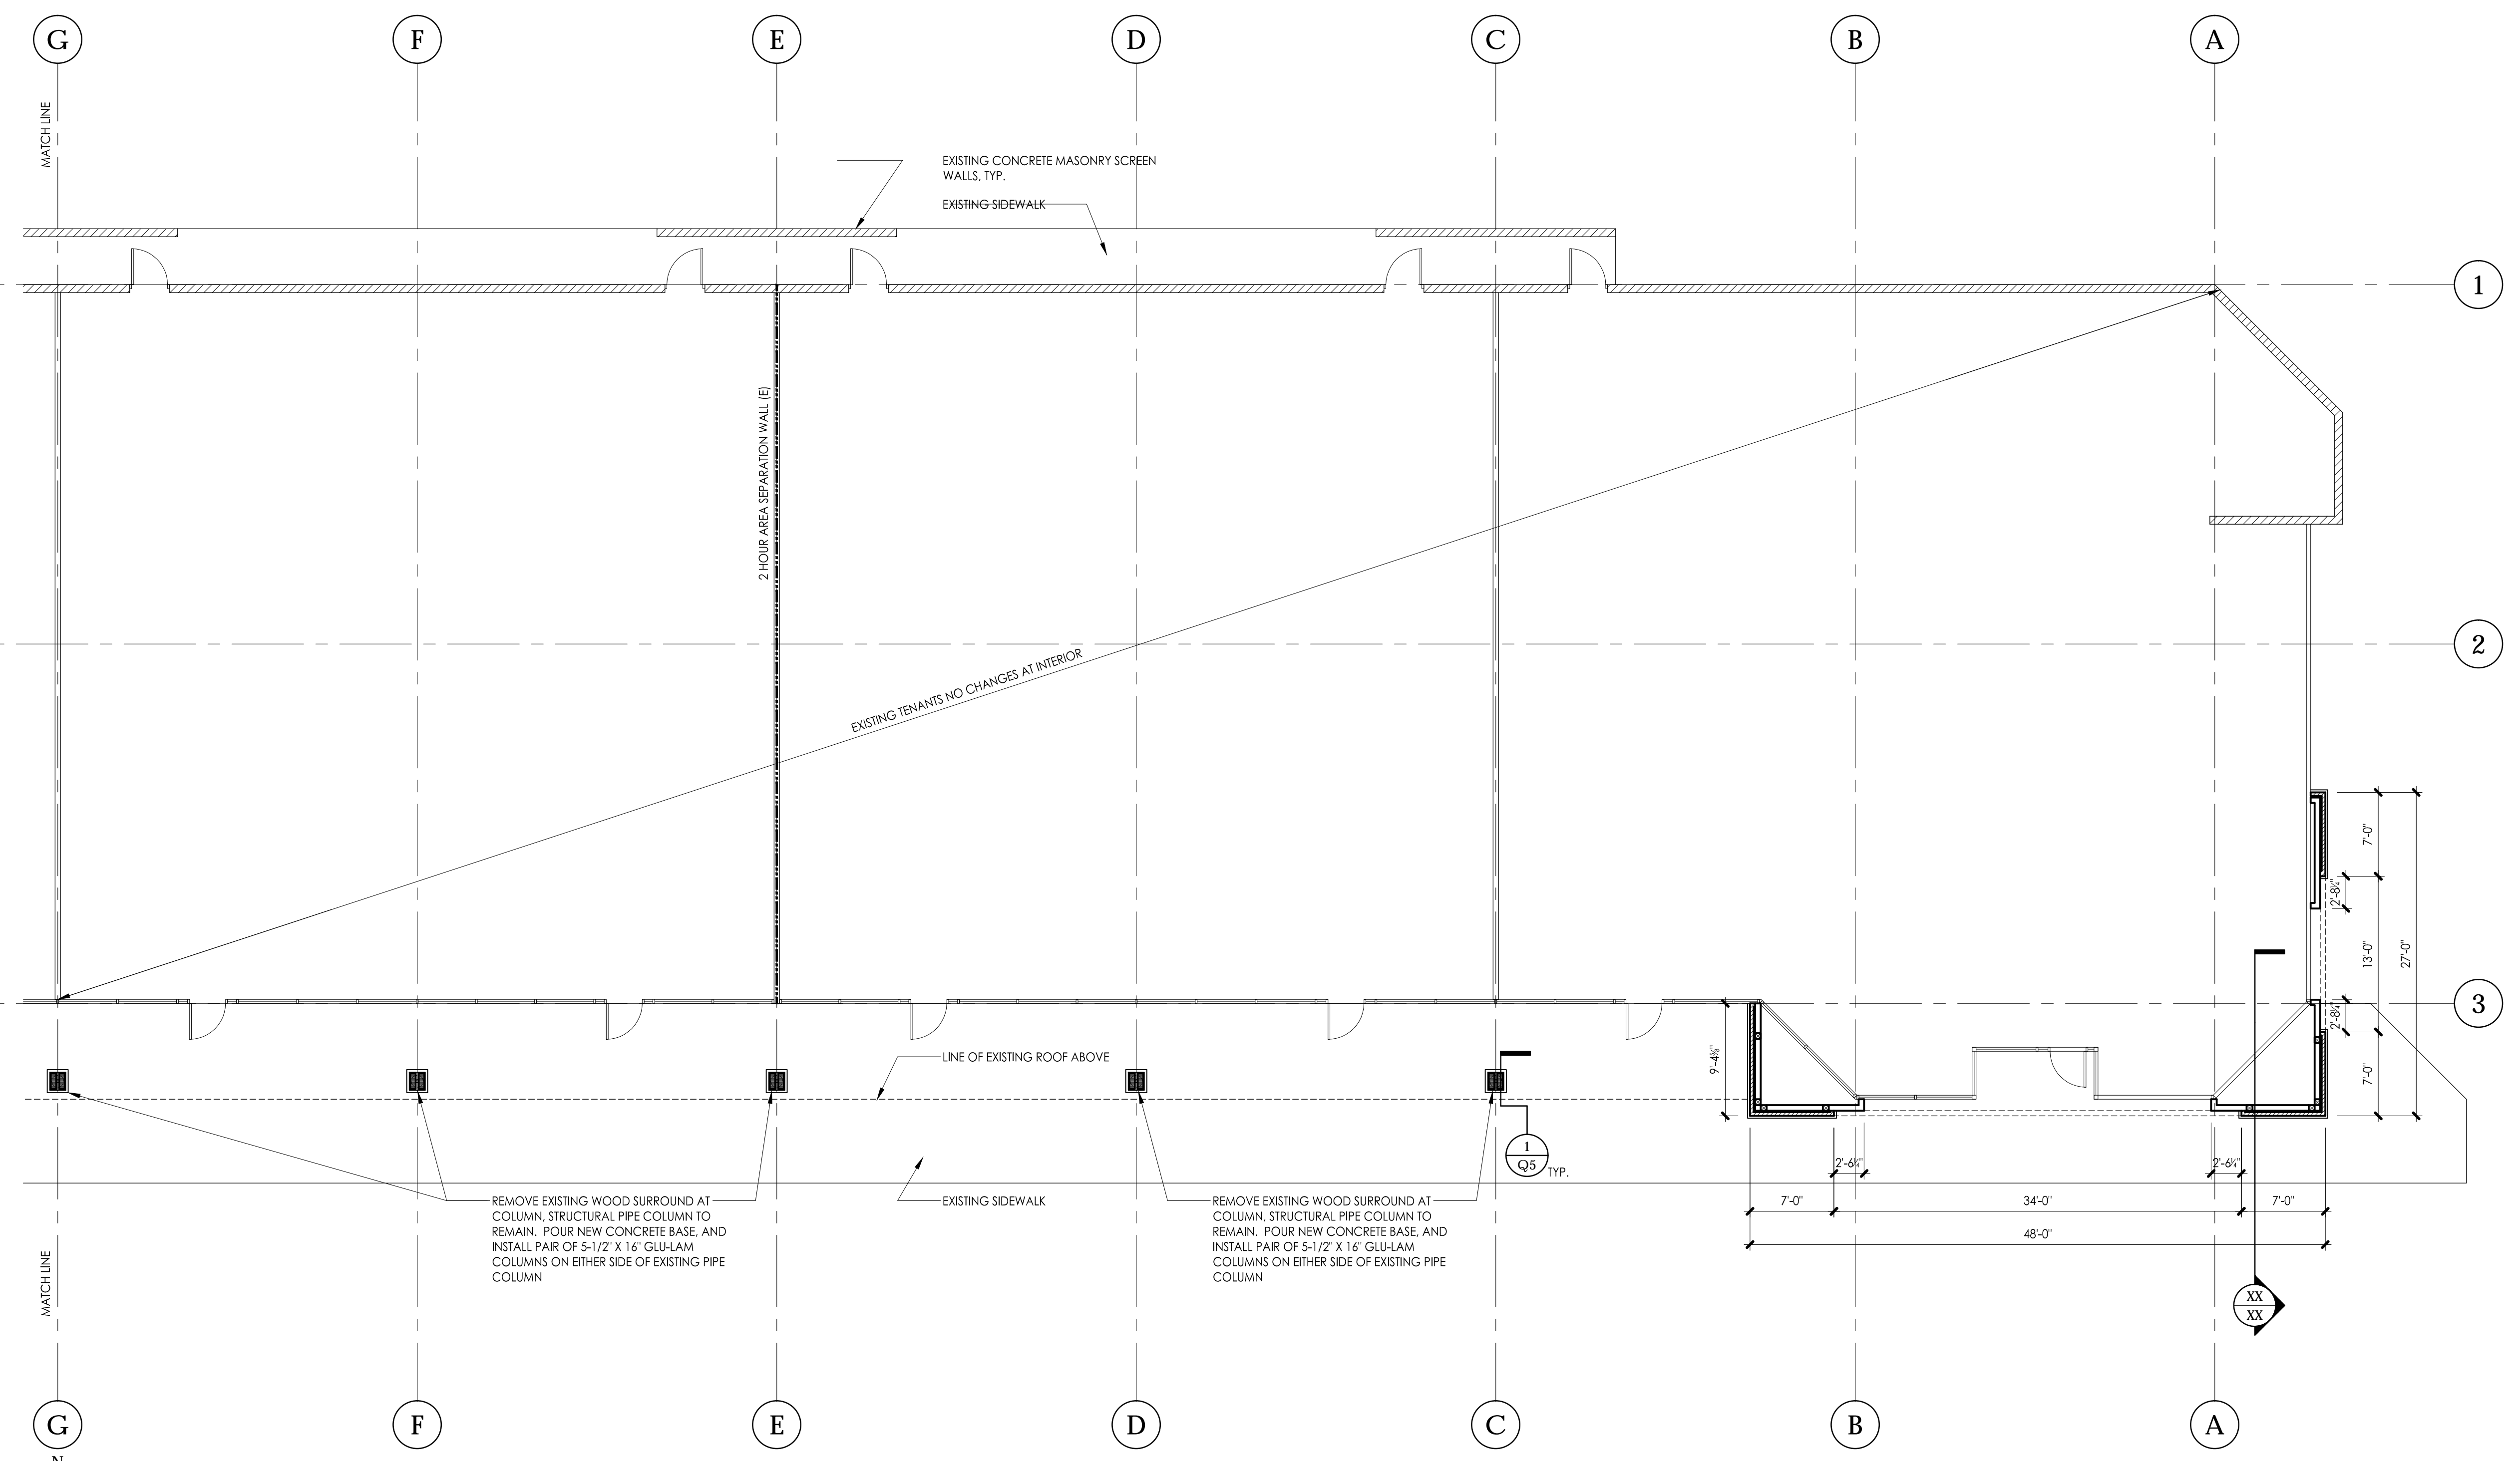 G F E D C B A
MATCH LINE
EXISTING CONCRETE MASONRY SCREEN
WALLS, TYP.
EXISTING SIDEWALK
1
2 HOUR AREA SEPARATION WALL (E)
2
EXISTING TENANTS NO CHANGES AT INTERIOR
7'-0"
2'-8¼"
13'-0"
27'-0"
3
2'-8¼"
7'-0"
9'-4⅝"
LINE OF EXISTING ROOF ABOVE
1
Q5
TYP.
2'-6¼"
2'-6¼"
REMOVE EXISTING WOOD SURROUND AT
COLUMN, STRUCTURAL PIPE COLUMN TO
REMAIN. POUR NEW CONCRETE BASE, AND
INSTALL PAIR OF 5-1/2" X 16" GLU-LAM
COLUMNS ON EITHER SIDE OF EXISTING PIPE
COLUMN
EXISTING SIDEWALK
REMOVE EXISTING WOOD SURROUND AT
COLUMN, STRUCTURAL PIPE COLUMN TO
REMAIN. POUR NEW CONCRETE BASE, AND
INSTALL PAIR OF 5-1/2" X 16" GLU-LAM
COLUMNS ON EITHER SIDE OF EXISTING PIPE
COLUMN
7'-0"
34'-0"
7'-0"
48'-0"
MATCH LINE
XX
XX
G F E D C B A
N